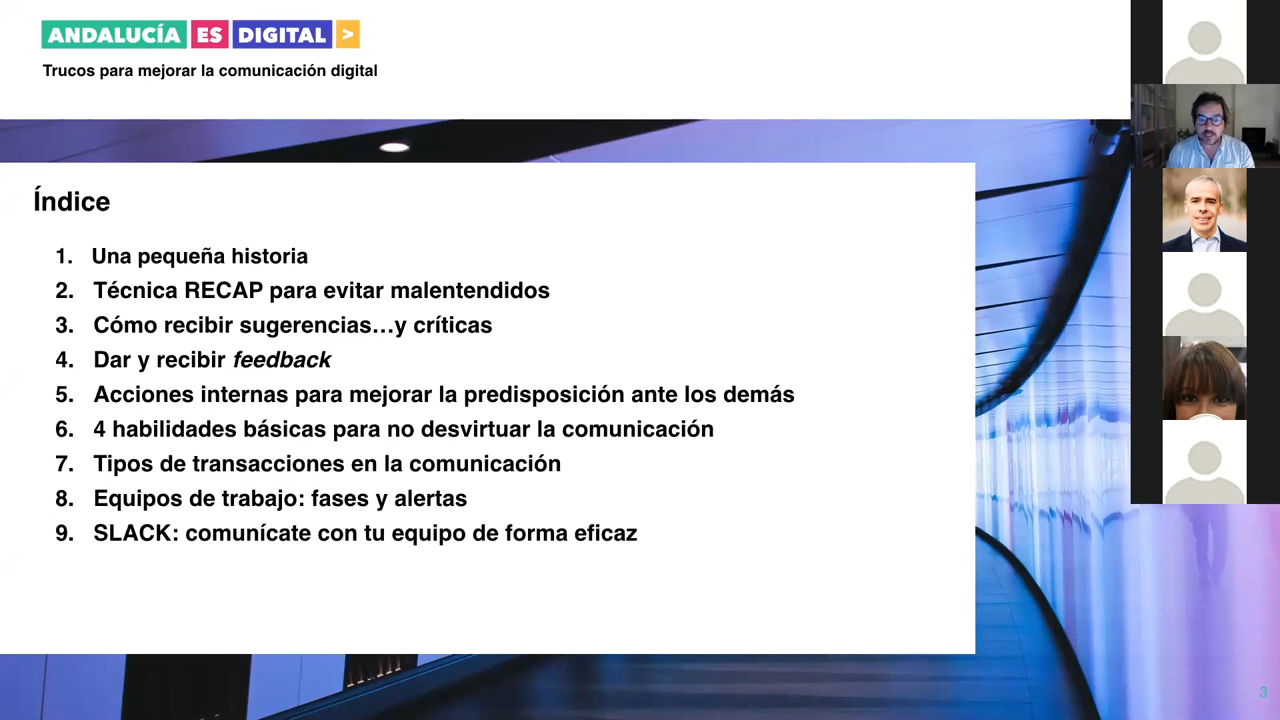 ANDALUCÍA ES DIGITAL >
Trucos para mejorar la comunicación digital
Índice
1. Una pequeña historia
2. Técnica RECAP para evitar malentendidos
3. Cómo recibir sugerencias...y críticas
4. Dar y recibir feedback
5. Acciones internas para mejorar la predisposición ante los demás
6. 4 habilidades básicas para no desvirtuar la comunicación
7. Tipos de transacciones en la comunicación
8. Equipos de trabajo: fases y alertas
9. SLACK: comunícate con tu equipo de forma eficaz
3